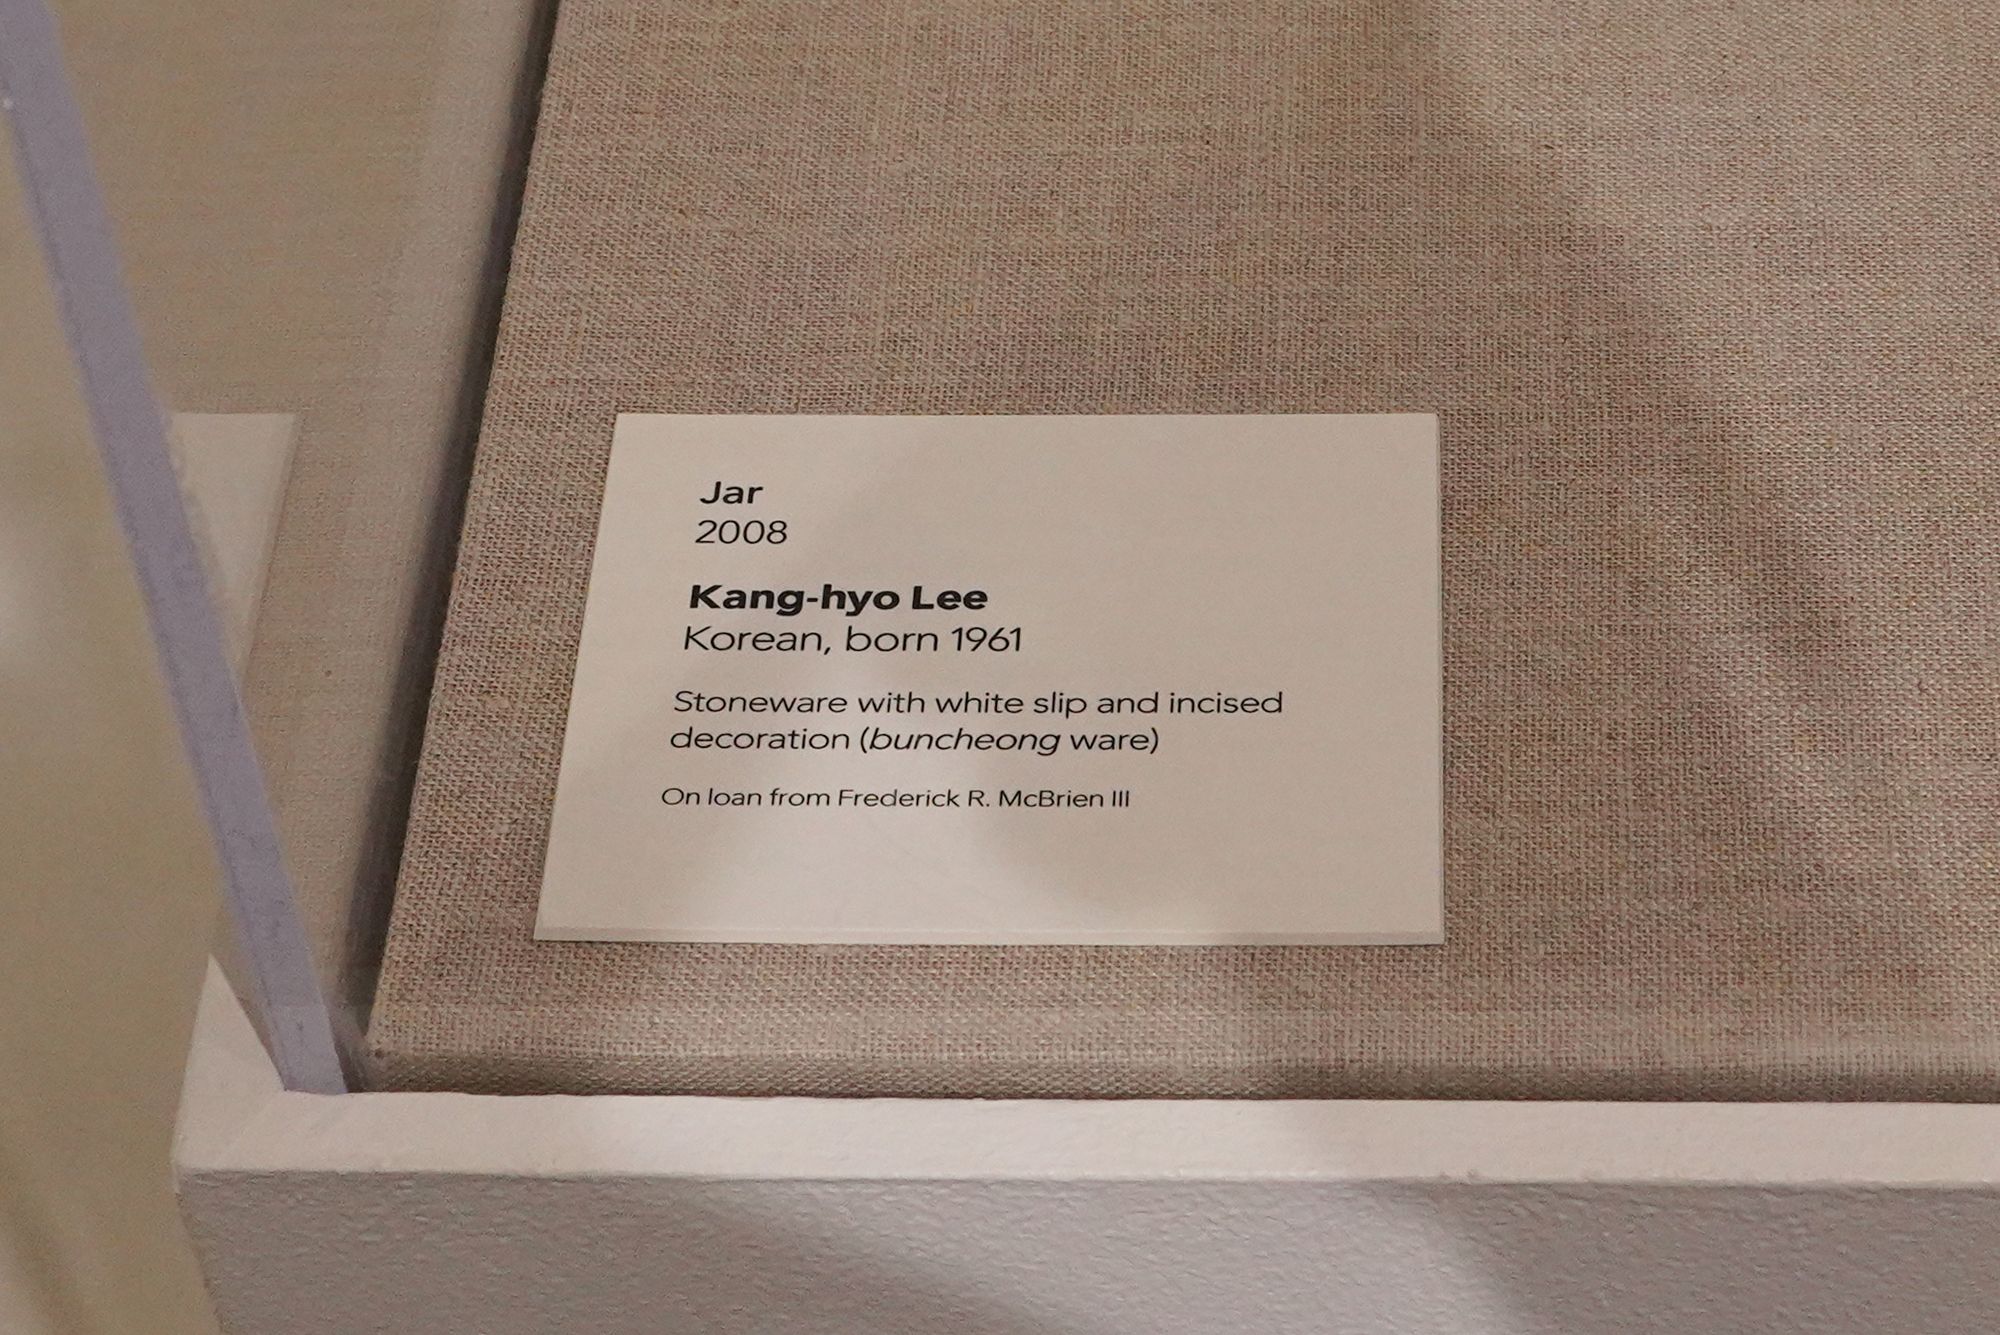 Jar
2008
Kang-hyo Lee
Korean, born 1961
Stoneware with white slip and incised
decoration (buncheong ware)
On loan from Frederick R. McBrien III